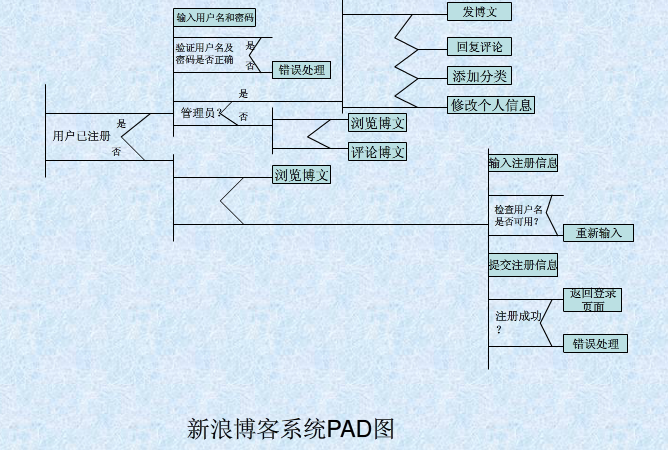 输入用户名和密码
验证用户名及
密码是否正确
是
否
错误处理
管理员?
是
否
发博文
回复评论
添加分类
修改个人信息
浏览博文
评论博文
用户已注册
是
否
浏览博文
输入注册信息
检查用户名
是否可用?
重新输入
提交注册信息
注册成功
?
返回登录
页面
错误处理
新浪博客系统PAD图